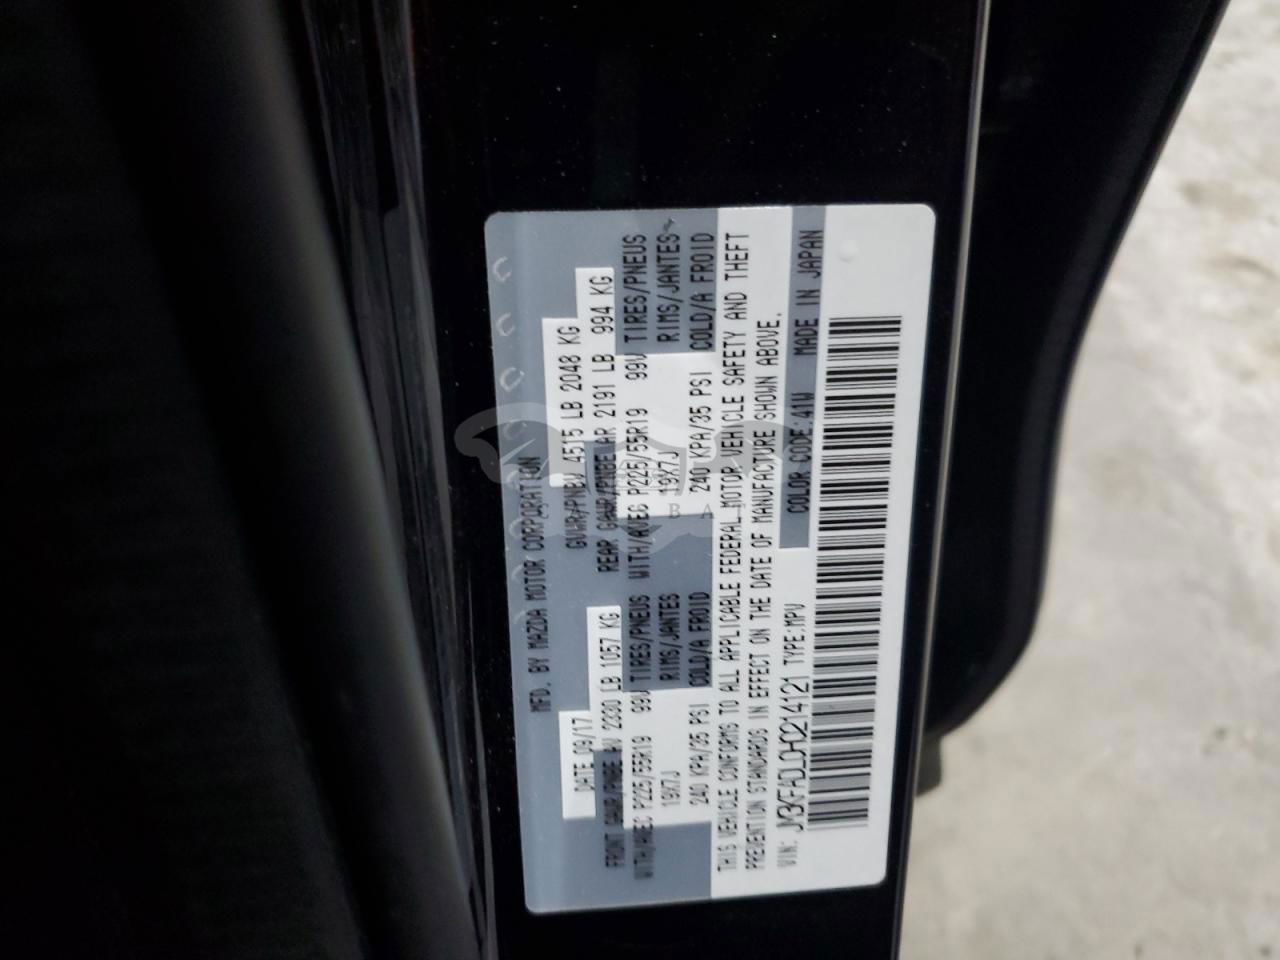 MFD. BY MAZDA MOTOR CORPORATION
DATE 09/17 GVWR/PNBV 4515 LB 2048 KG
FRONT GAWR/PNBE AV 2330 LB 1057 KG REAR GAWR/PNBE AR 2191 LB 994 KG
WITH/AVEC P225/55R19 99V TIRES/PNEUS WITH/AVEC P225/55R19 99V TIRES/PNEUS
19X7J RIMS/JANTES 19X7J RIMS/JANTES
240 KPA/35 PSI COLD/A FROID 240 KPA/35 PSI COLD/A FROID
THIS VEHICLE CONFORMS TO ALL APPLICABLE FEDERAL MOTOR VEHICLE SAFETY AND THEFT
PREVENTION STANDARDS IN EFFECT ON THE DATE OF MANUFACTURE SHOWN ABOVE.
VIN: JM3KFADL0H0214121 TYPE:MPV COLOR CODE:41W MADE IN JAPAN